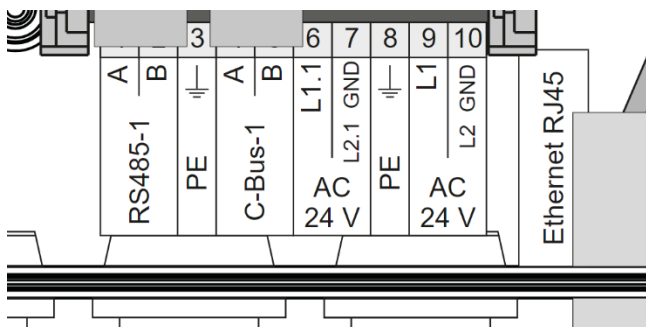 3 6 7 8 9 10
A B A B L1.1 L2.1 GND L1 L2 GND
RS485-1 PE C-Bus-1 AC PE AC
24 V 24 V
Ethernet RJ45